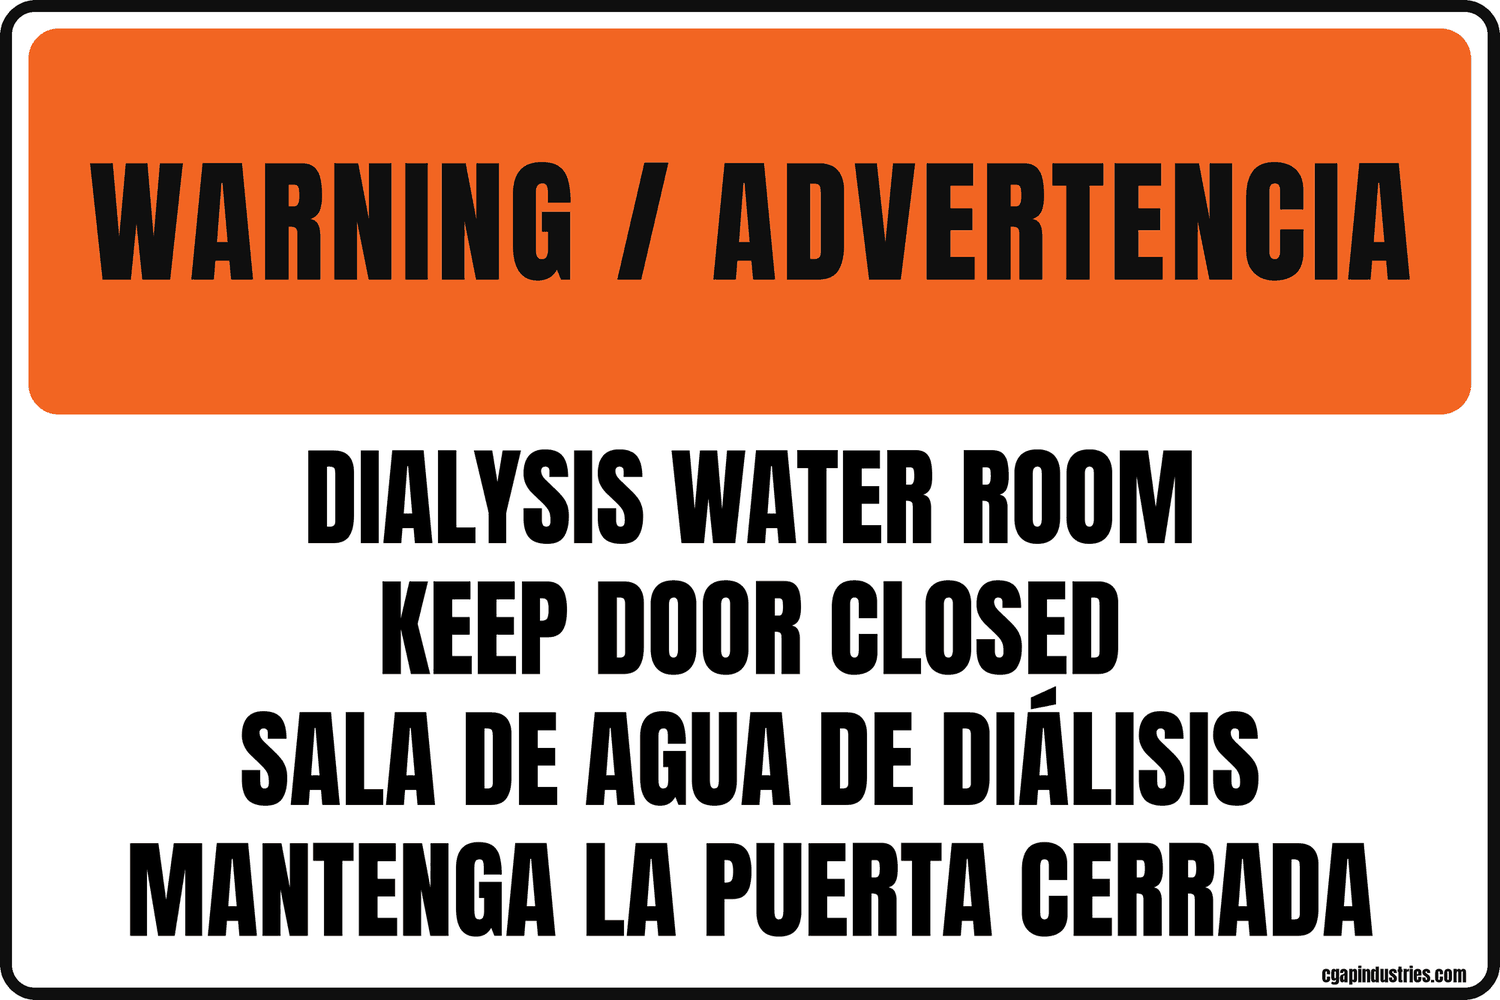 WARNING / ADVERTENCIA
DIALYSIS WATER ROOM
KEEP DOOR CLOSED
SALA DE AGUA DE DIÁLISIS
MANTENGA LA PUERTA CERRADA
cgapindustries.com